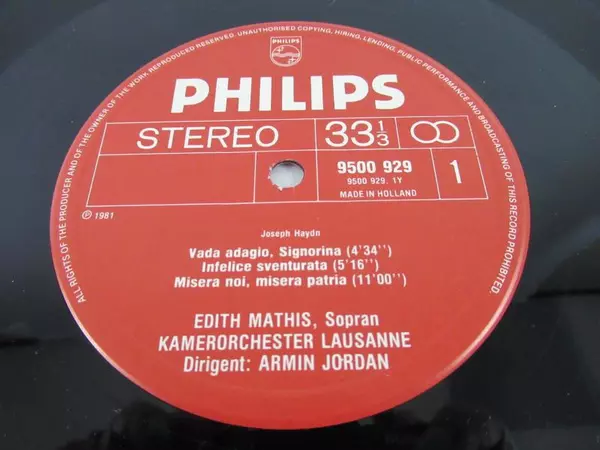 ALL RIGHTS OF THE PRODUCER AND OF THE OWNER OF THE WORK REPRODUCED RESERVED. UNAUTHORISED COPYING, HIRING, LENDING, PUBLIC PERFORMANCE AND BROADCASTING OF THIS RECORD PROHIBITED.
PHILIPS
PHILIPS
STEREO 33 1/3
9500 929 1
9500 929. 1Y
MADE IN HOLLAND
℗ 1981
Joseph Haydn
Vada adagio, Signorina (4'34'')
Infelice sventurata (5'16'')
Misera noi, misera patria (11'00'')
EDITH MATHIS, Sopran
KAMERORCHESTER LAUSANNE
Dirigent: ARMIN JORDAN